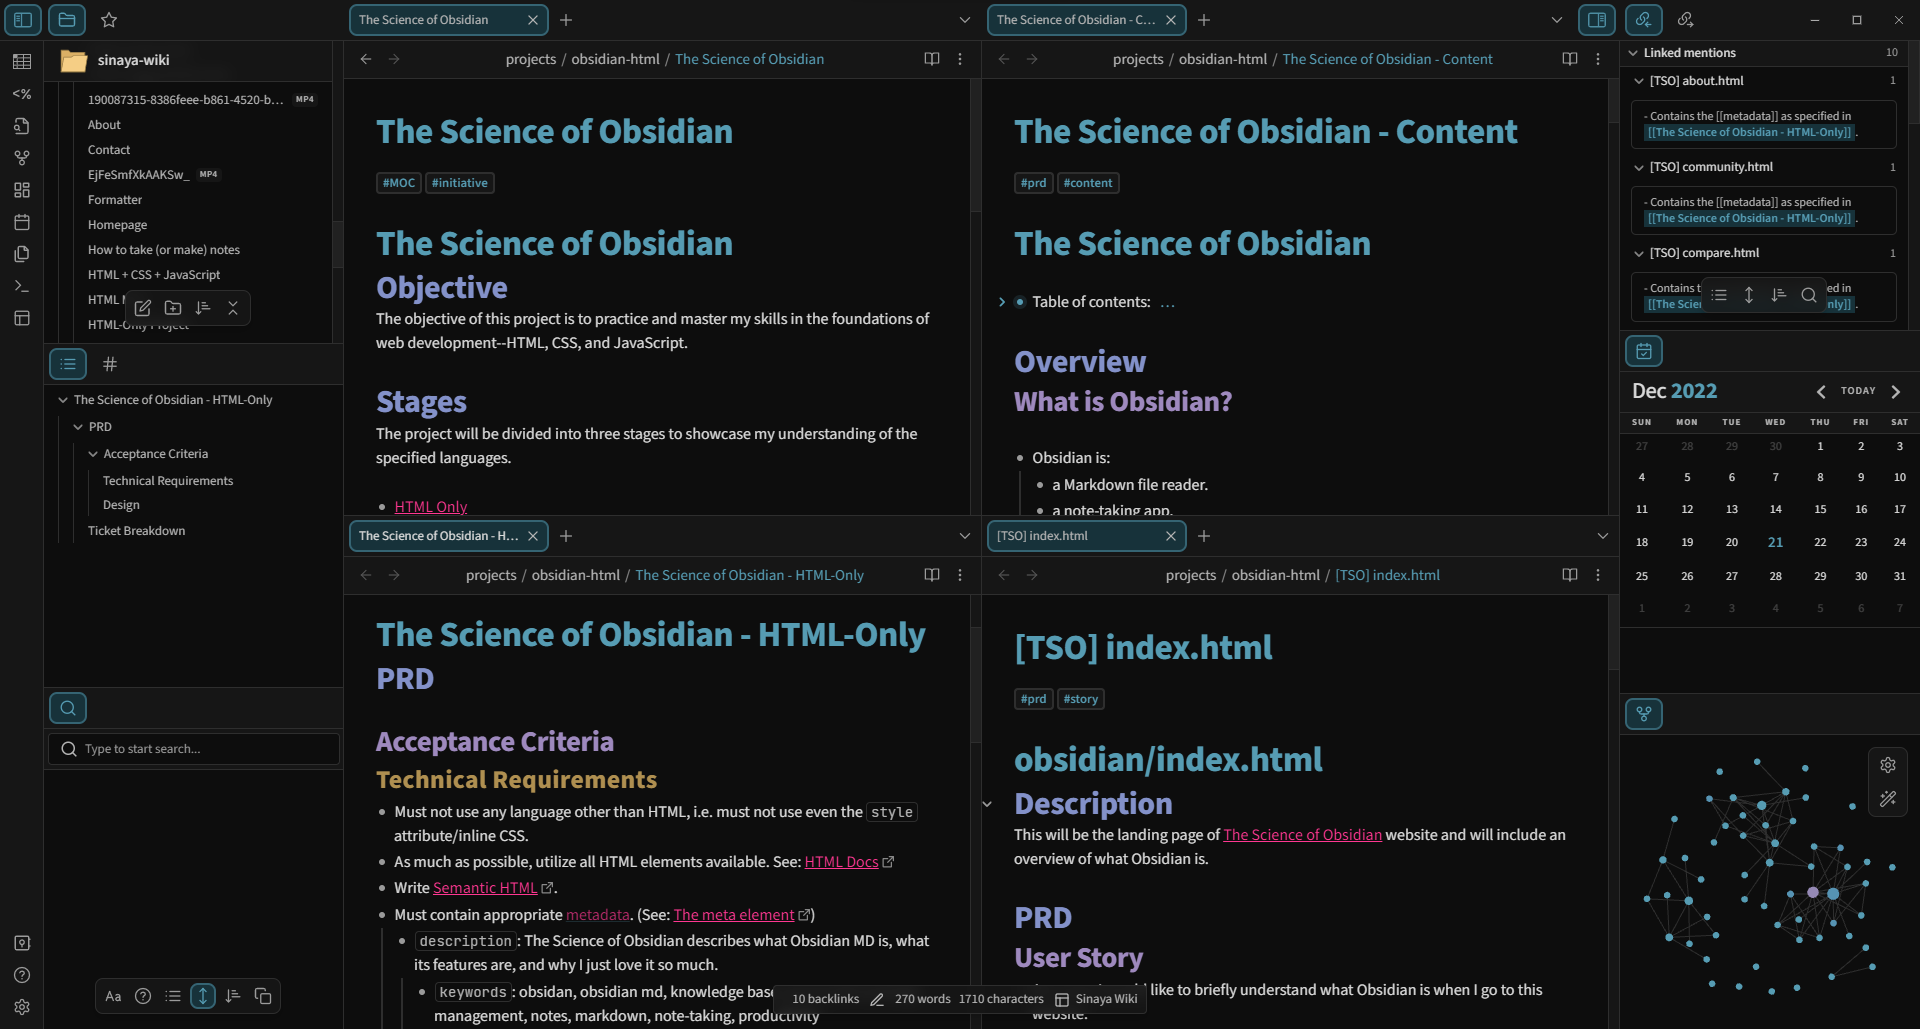 The Science of Obsidian
The Science of Obsidian - C...
sinaya-wiki
190087315-8386feee-b861-4520-b... MP4
About
Contact
EjFeSmfXkAAKSw_ MP4
Formatter
Homepage
How to take (or make) notes
HTML + CSS + JavaScript
HTML
HTML-Only Project
The Science of Obsidian - HTML-Only
PRD
Acceptance Criteria
Technical Requirements
Design
Ticket Breakdown
Type to start search...
Aa
projects / obsidian-html / The Science of Obsidian
The Science of Obsidian
#MOC #initiative
The Science of Obsidian
Objective
The objective of this project is to practice and master my skills in the foundations of
web development--HTML, CSS, and JavaScript.
Stages
The project will be divided into three stages to showcase my understanding of the
specified languages.
HTML Only
projects / obsidian-html / The Science of Obsidian - Content
The Science of Obsidian - Content
#prd #content
The Science of Obsidian
Table of contents: ...
Overview
What is Obsidian?
Obsidian is:
a Markdown file reader.
a note-taking app.
The Science of Obsidian - H...
projects / obsidian-html / The Science of Obsidian - HTML-Only
The Science of Obsidian - HTML-Only
PRD
Acceptance Criteria
Technical Requirements
Must not use any language other than HTML, i.e. must not use even the style
attribute/inline CSS.
As much as possible, utilize all HTML elements available. See: HTML Docs
Write Semantic HTML.
Must contain appropriate metadata. (See: The meta element)
description: The Science of Obsidian describes what Obsidian MD is, what
its features are, and why I just love it so much.
keywords: obsidan, obsidian md, knowledge base
management, notes, markdown, note-taking, productivity
[TSO] index.html
projects / obsidian-html / [TSO] index.html
[TSO] index.html
#prd #story
obsidian/index.html
Description
This will be the landing page of The Science of Obsidian website and will include an
overview of what Obsidian is.
PRD
User Story
like to briefly understand what Obsidian is when I go to this
website.
10 backlinks 270 words 1710 characters Sinaya Wiki
Linked mentions 10
[TSO] about.html 1
- Contains the [[metadata]] as specified in
[[The Science of Obsidian - HTML-Only]].
[TSO] community.html 1
- Contains the [[metadata]] as specified in
[[The Science of Obsidian - HTML-Only]].
[TSO] compare.html 1
- Contains ed in
[[The Scien nly]].
Dec 2022 TODAY
SUN MON TUE WED THU FRI SAT
27 28 29 30 1 2 3
4 5 6 7 8 9 10
11 12 13 14 15 16 17
18 19 20 21 22 23 24
25 26 27 28 29 30 31
1 2 3 4 5 6 7